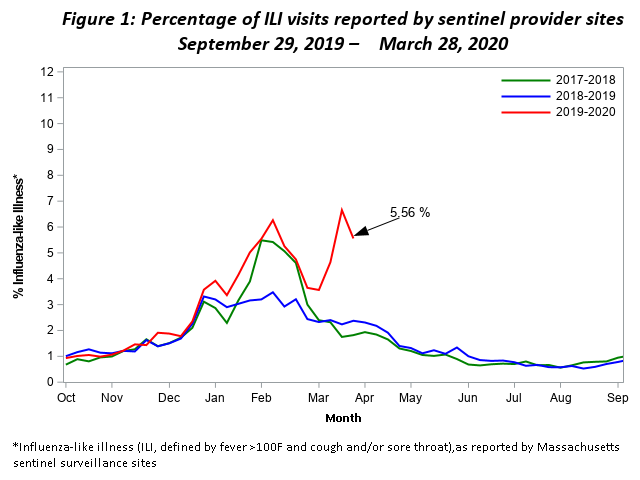 Figure 1: Percentage of ILI visits reported by sentinel provider sites
September 29, 2019 – March 28, 2020
12
11
10
9
8
7
6
5
4
3
2
1
0
% Influenza-like Illness*
2017-2018
2018-2019
2019-2020
5.56 %
Oct Nov Dec Jan Feb Mar Apr May Jun Jul Aug Sep
Month
*Influenza-like illness (ILI, defined by fever >100F and cough and/or sore throat),as reported by Massachusetts
sentinel surveillance sites